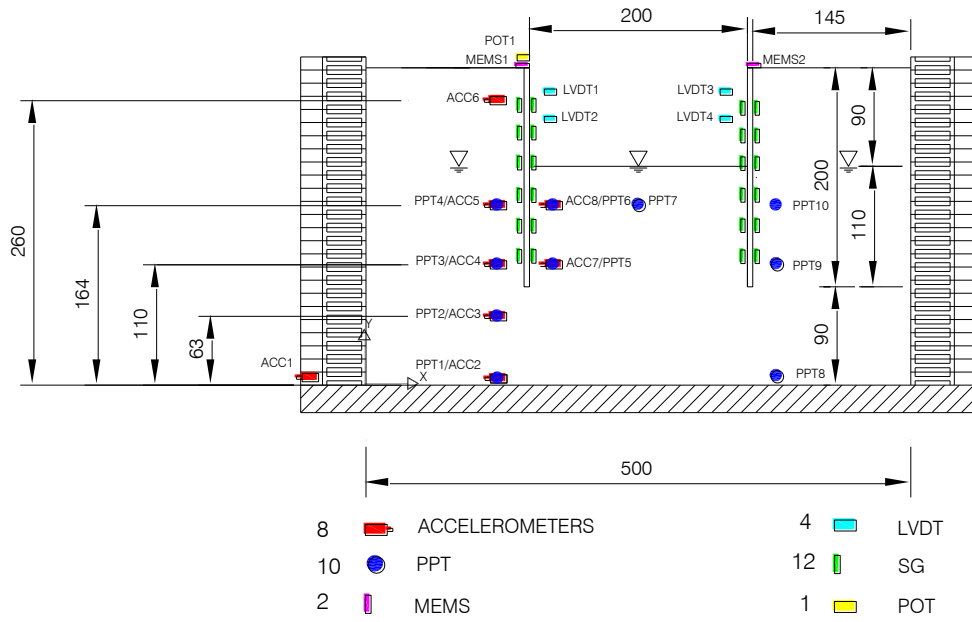 200
145
POT1
MEMS1
MEMS2
ACC6
LVDT1
LVDT3
LVDT2
LVDT4
90
200
PPT4/ACC5
ACC8/PPT6
PPT7
PPT10
110
260
164
PPT3/ACC4
ACC7/PPT5
PPT9
110
PPT2/ACC3
63
Y
90
ACC1
PPT1/ACC2
X
PPT8
500
8 ACCELEROMETERS
4 LVDT
10 PPT
12 SG
2 MEMS
1 POT